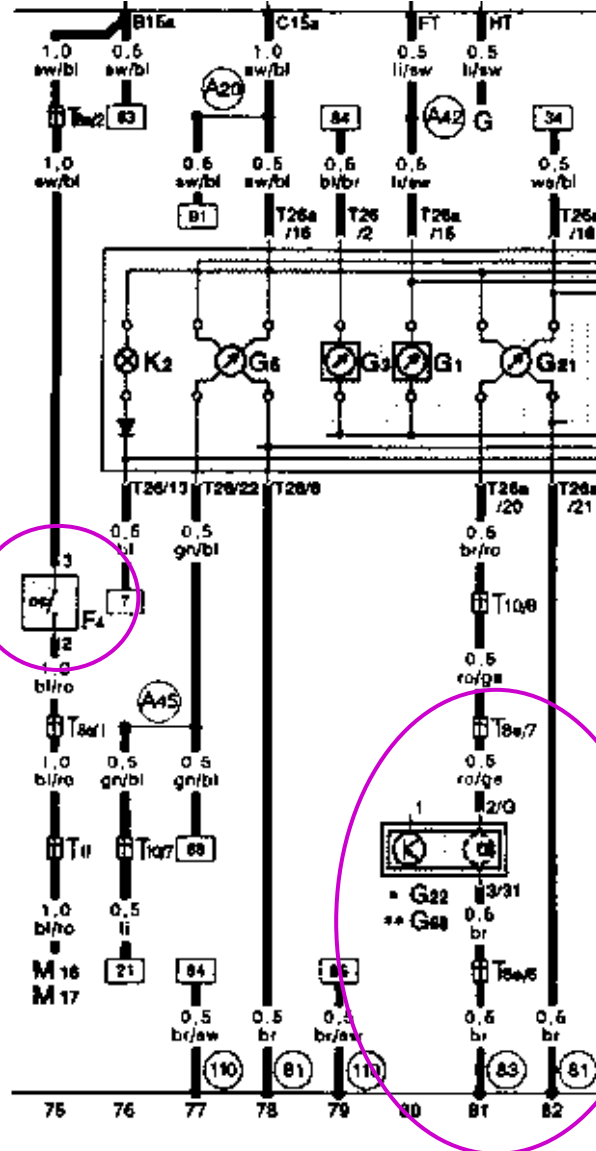 B15a C15a FT HT
1,0 0,5 1,0 0,5 0,5
sw/bl sw/bl sw/bl li/sw li/sw
A20
83 84 A42 G 34
1,0 0,5 0,5 0,5 0,5 0,5
sw/bl sw/bl sw/bl bl/br li/sw ws/bl
91
T26a T26 T26a T26a
/16 /2 /15
K2 G5 G3 G1 G21
T26/13 T26/22 T26/6 T26a T26a
/20 /21
0,5 0,5 0,5
bl gn/bl br/ro
3
7
T10/8
F4
2
1,0 0,5
bl/ro ro/ge
A45
T8a/1 T8a/7
1,0 0,5 0,5 0,5
bl/ro gn/bl gn/bl ro/ge
1 2/G
T10/7
* G22
3/31
** G68
1,0 0,5 0,5
bl/ro li br
M 16 21 84
M 17
0,5 0,5 0,5 0,5 0,5
br/sw br br/sw br br
110 81 110 83 81
75 76 77 78 79 80 81 82